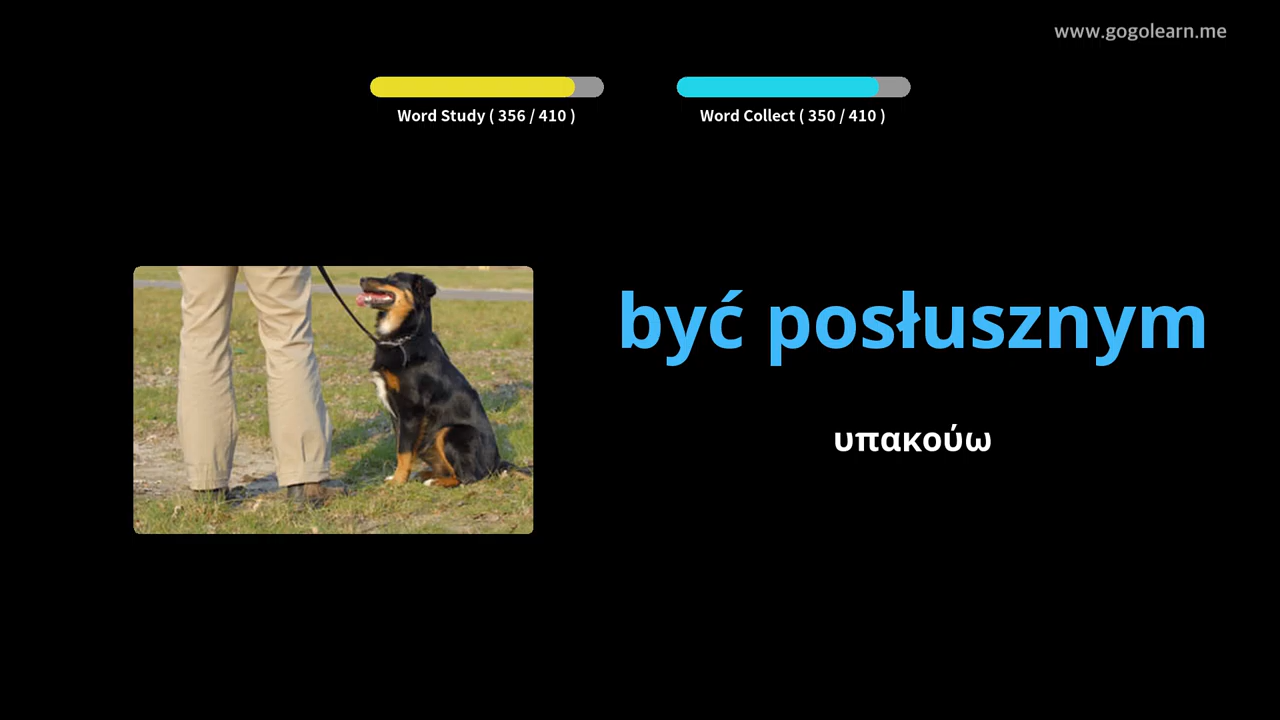 www.gogolearn.me
Word Study ( 356 / 410 )
Word Collect ( 350 / 410 )
być posłusznym
υπακούω